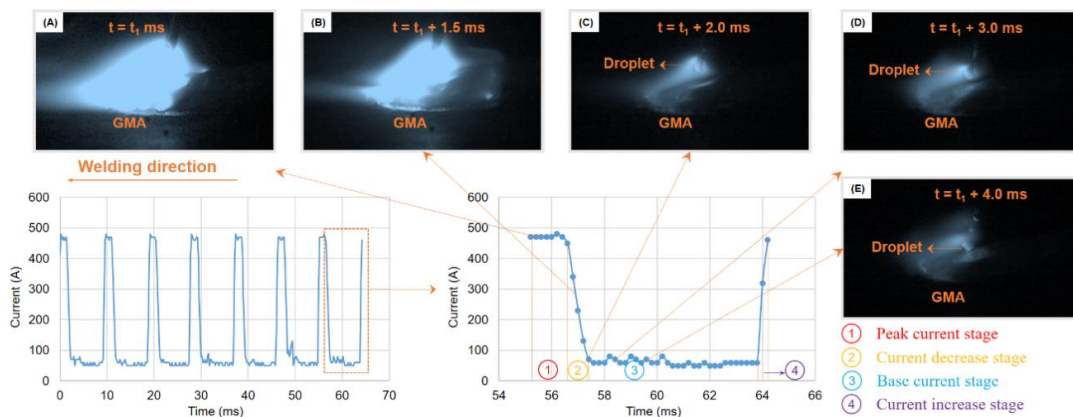 (A)
t = t₁ ms
GMA
(B)
t = t₁ + 1.5 ms
GMA
(C)
t = t₁ + 2.0 ms
Droplet
GMA
(D)
t = t₁ + 3.0 ms
Droplet
GMA
(E)
t = t₁ + 4.0 ms
Droplet
GMA
Welding direction
Current (A)
600
500
400
300
200
100
0
0 10 20 30 40 50 60 70
Time (ms)
Current (A)
600
500
400
300
200
100
0
1 2 3 4
54 56 58 60 62 64 66
Time (ms)
1 Peak current stage
2 Current decrease stage
3 Base current stage
4 Current increase stage